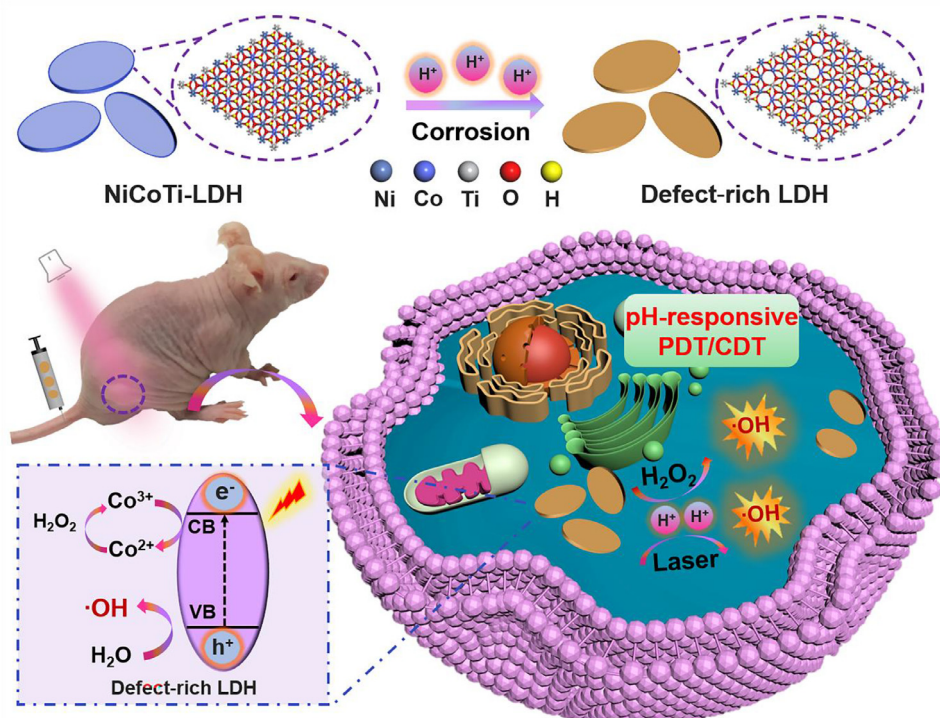 H+ H+ H+
Corrosion
Ni Co Ti O H
NiCoTi-LDH
Defect-rich LDH
pH-responsive
PDT/CDT
·OH
H2O2
H+ H+
·OH
Laser
e-
Co3+
H2O2
CB
Co2+
·OH
VB
h+
H2O
Defect-rich LDH